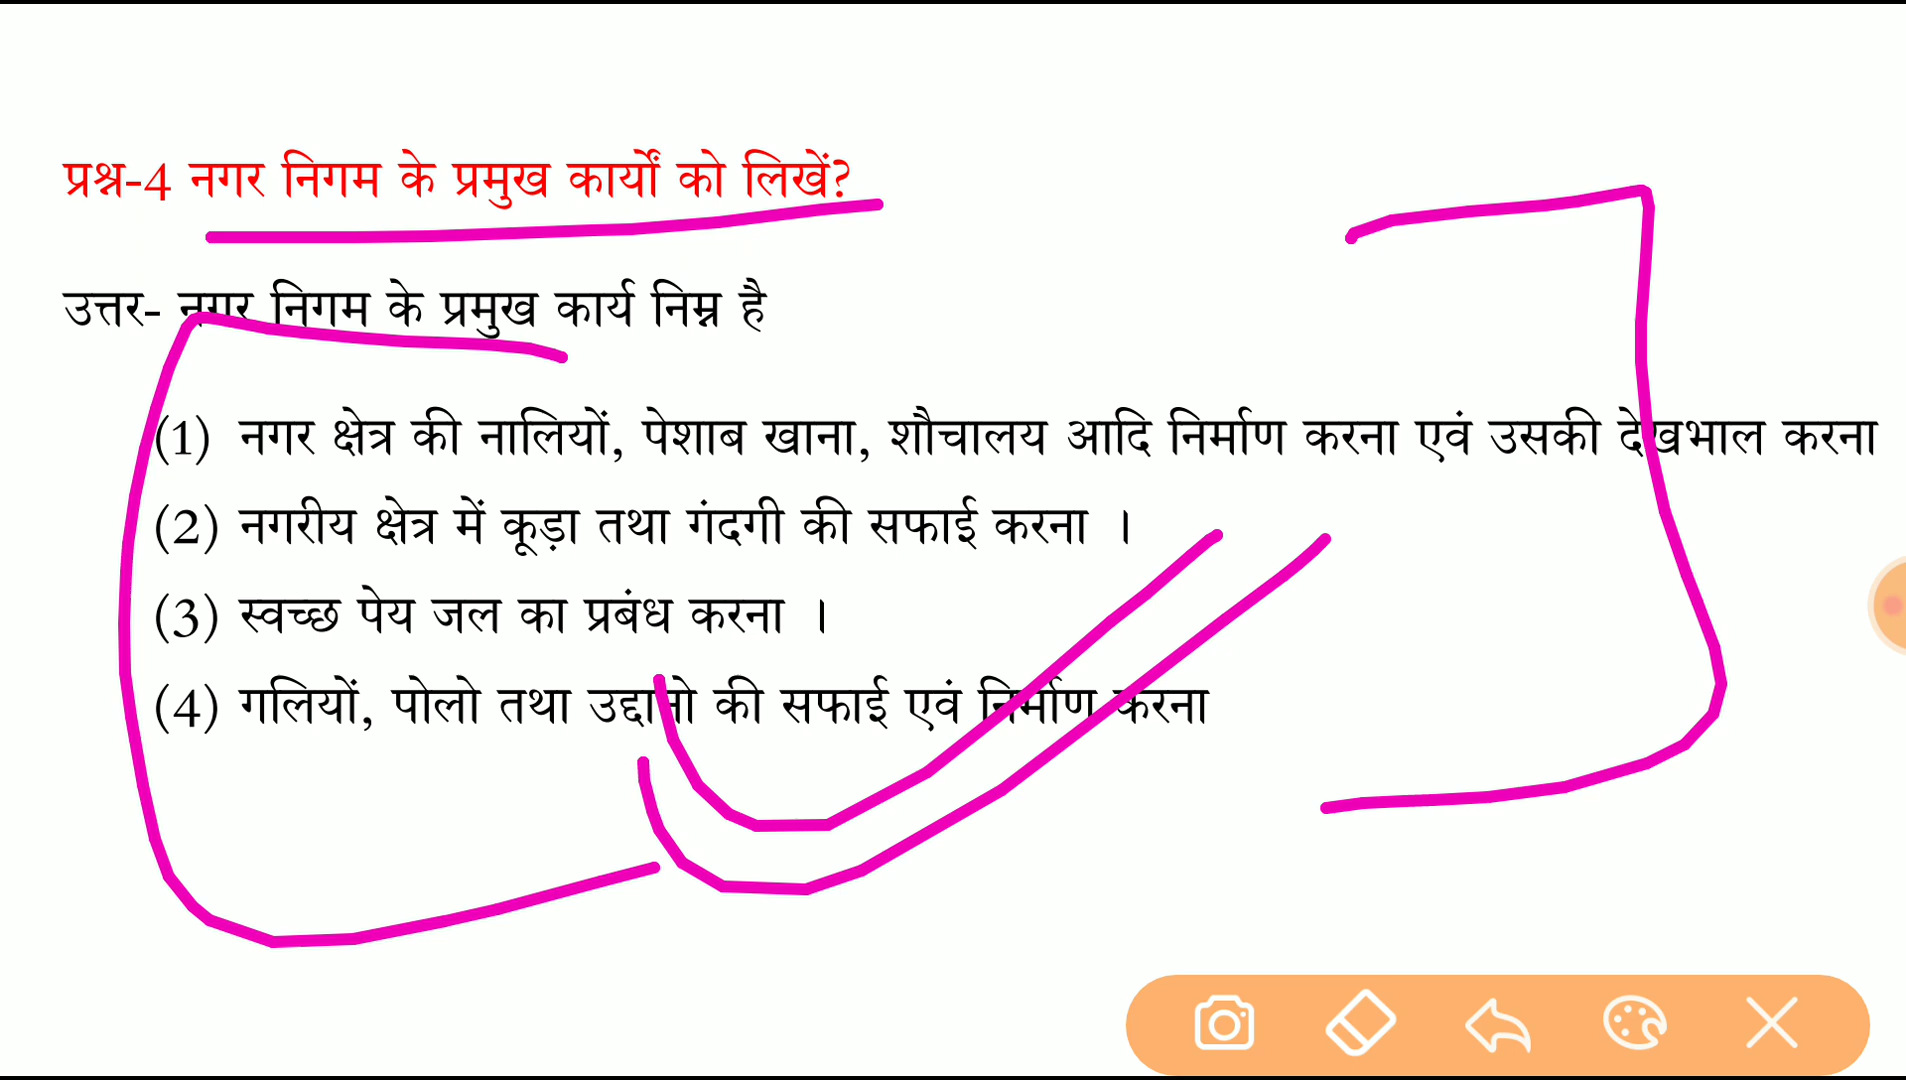 प्रश्न-4 नगर निगम के प्रमुख कार्यों को लिखें?
उत्तर- नगर निगम के प्रमुख कार्य निम्न है
(1) नगर क्षेत्र की नालियों, पेशाब खाना, शौचालय आदि निर्माण करना एवं उसकी देखभाल करना
(2) नगरीय क्षेत्र में कूड़ा तथा गंदगी की सफाई करना ।
(3) स्वच्छ पेय जल का प्रबंध करना ।
(4) गलियों, पोलो तथा उद्दानो की सफाई एवं निर्माण करना